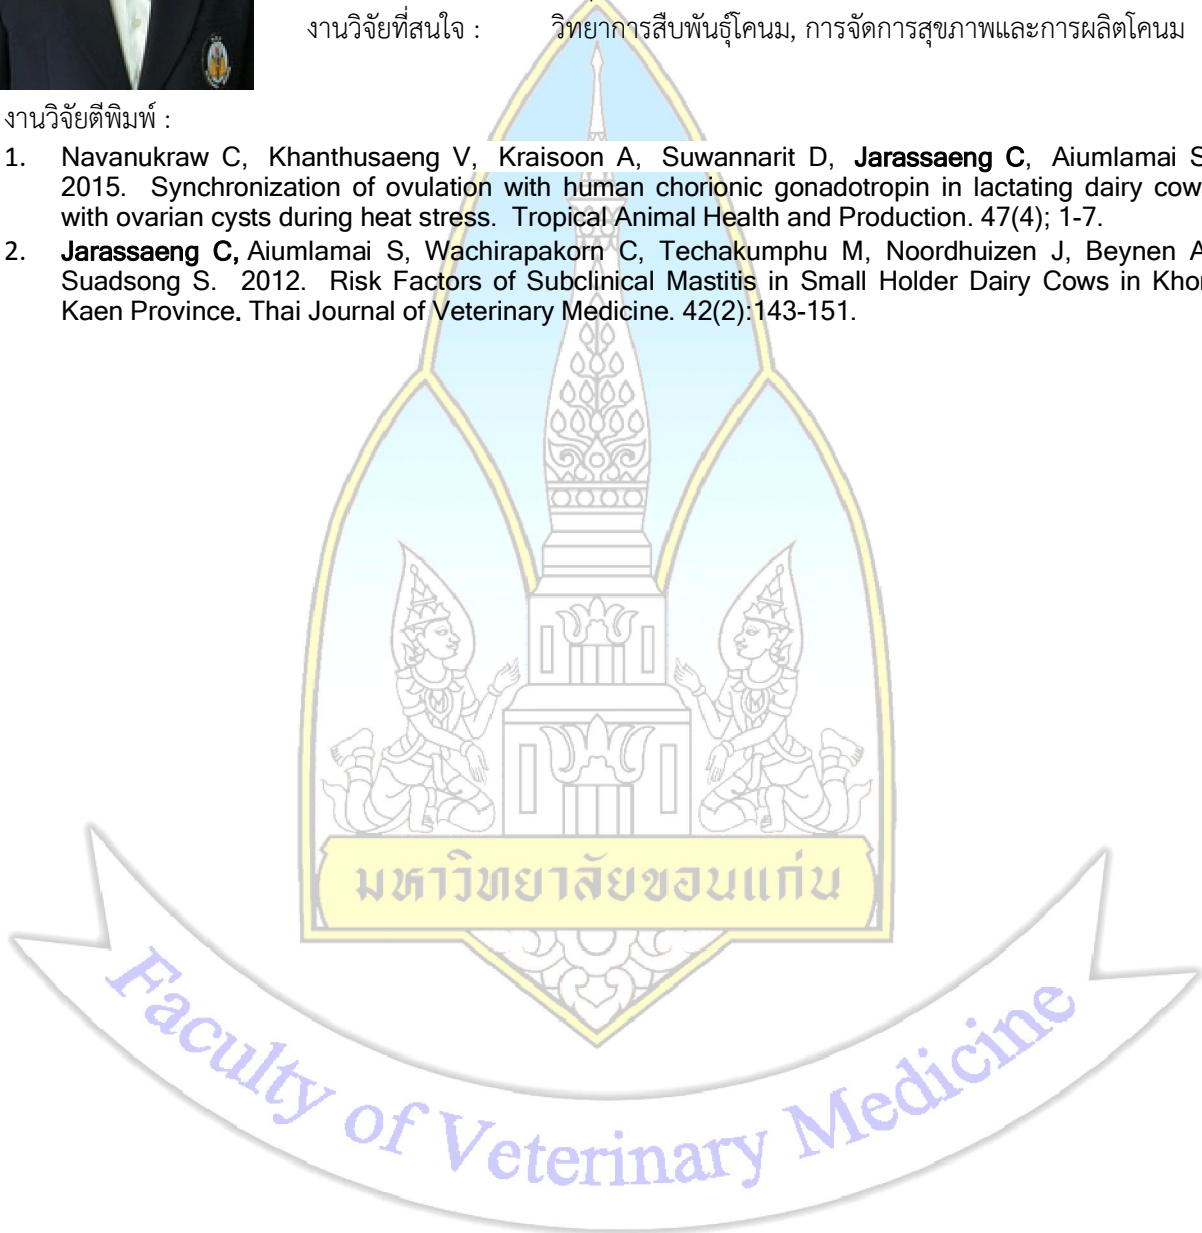 งานวิจัยที่สนใจ : วิทยาการสืบพันธุ์โคนม, การจัดการสุขภาพและการผลิตโคนม
งานวิจัยตีพิมพ์ :
1. Navanukraw C, Khanthusaeng V, Kraisoon A, Suwannarit D, Jarassaeng C, Aiumlamai S
2015. Synchronization of ovulation with human chorionic gonadotropin in lactating dairy cow
with ovarian cysts during heat stress. Tropical Animal Health and Production. 47(4); 1-7.
2. Jarassaeng C, Aiumlamai S, Wachirapakorn C, Techakumphu M, Noordhuizen J, Beynen A
Suadsong S. 2012. Risk Factors of Subclinical Mastitis in Small Holder Dairy Cows in Khon
Kaen Province. Thai Journal of Veterinary Medicine. 42(2):143-151.
มหาวิทยาลัยขอนแก่น
Faculty of Veterinary Medicine